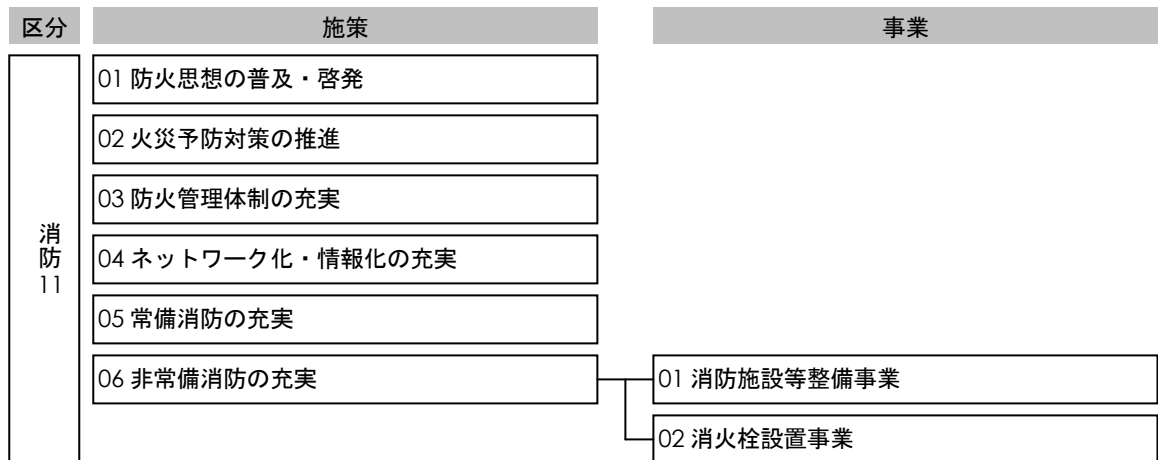 区分 施策 事業
01 防火思想の普及・啓発
02 火災予防対策の推進
03 防火管理体制の充実
消防11
04 ネットワーク化・情報化の充実
05 常備消防の充実
06 非常備消防の充実 01 消防施設等整備事業
02 消火栓設置事業